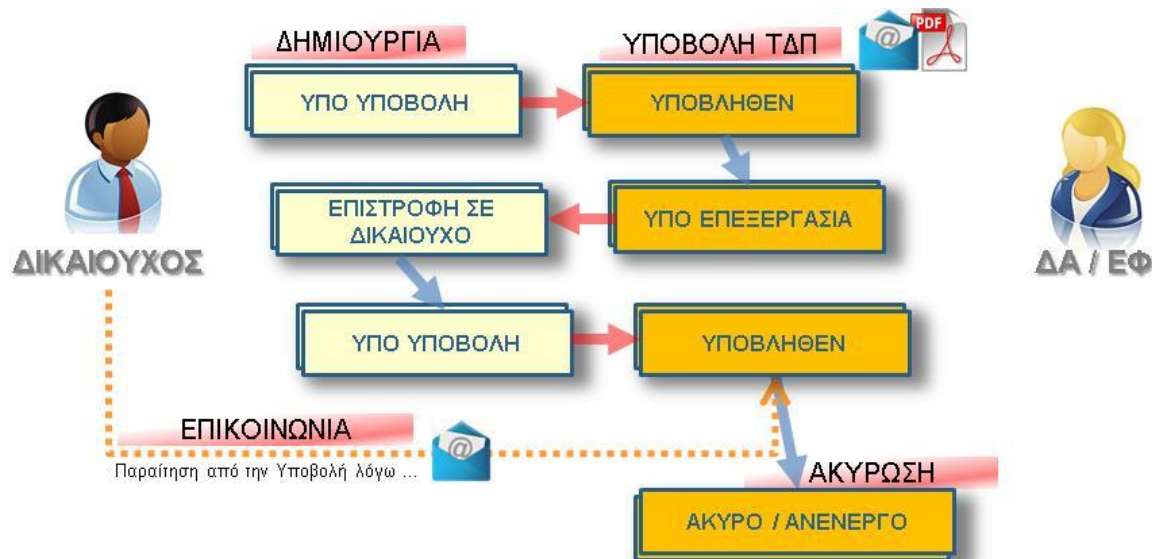 ΔΗΜΙΟΥΡΓΙΑ
ΥΠΟΒΟΛΗ ΤΔΠ
@
PDF
ΥΠΟ ΥΠΟΒΟΛΗ
ΥΠΟΒΛΗΘΕΝ
ΕΠΙΣΤΡΟΦΗ ΣΕ
ΔΙΚΑΙΟΥΧΟ
ΥΠΟ ΕΠΕΞΕΡΓΑΣΙΑ
ΔΙΚΑΙΟΥΧΟΣ
ΔΑ / ΕΦ
ΥΠΟ ΥΠΟΒΟΛΗ
ΥΠΟΒΛΗΘΕΝ
ΕΠΙΚΟΙΝΩΝΙΑ
@
Παραίτηση από την Υποβολή λόγω ...
ΑΚΥΡΩΣΗ
ΑΚΥΡΟ / ΑΝΕΝΕΡΓΟ